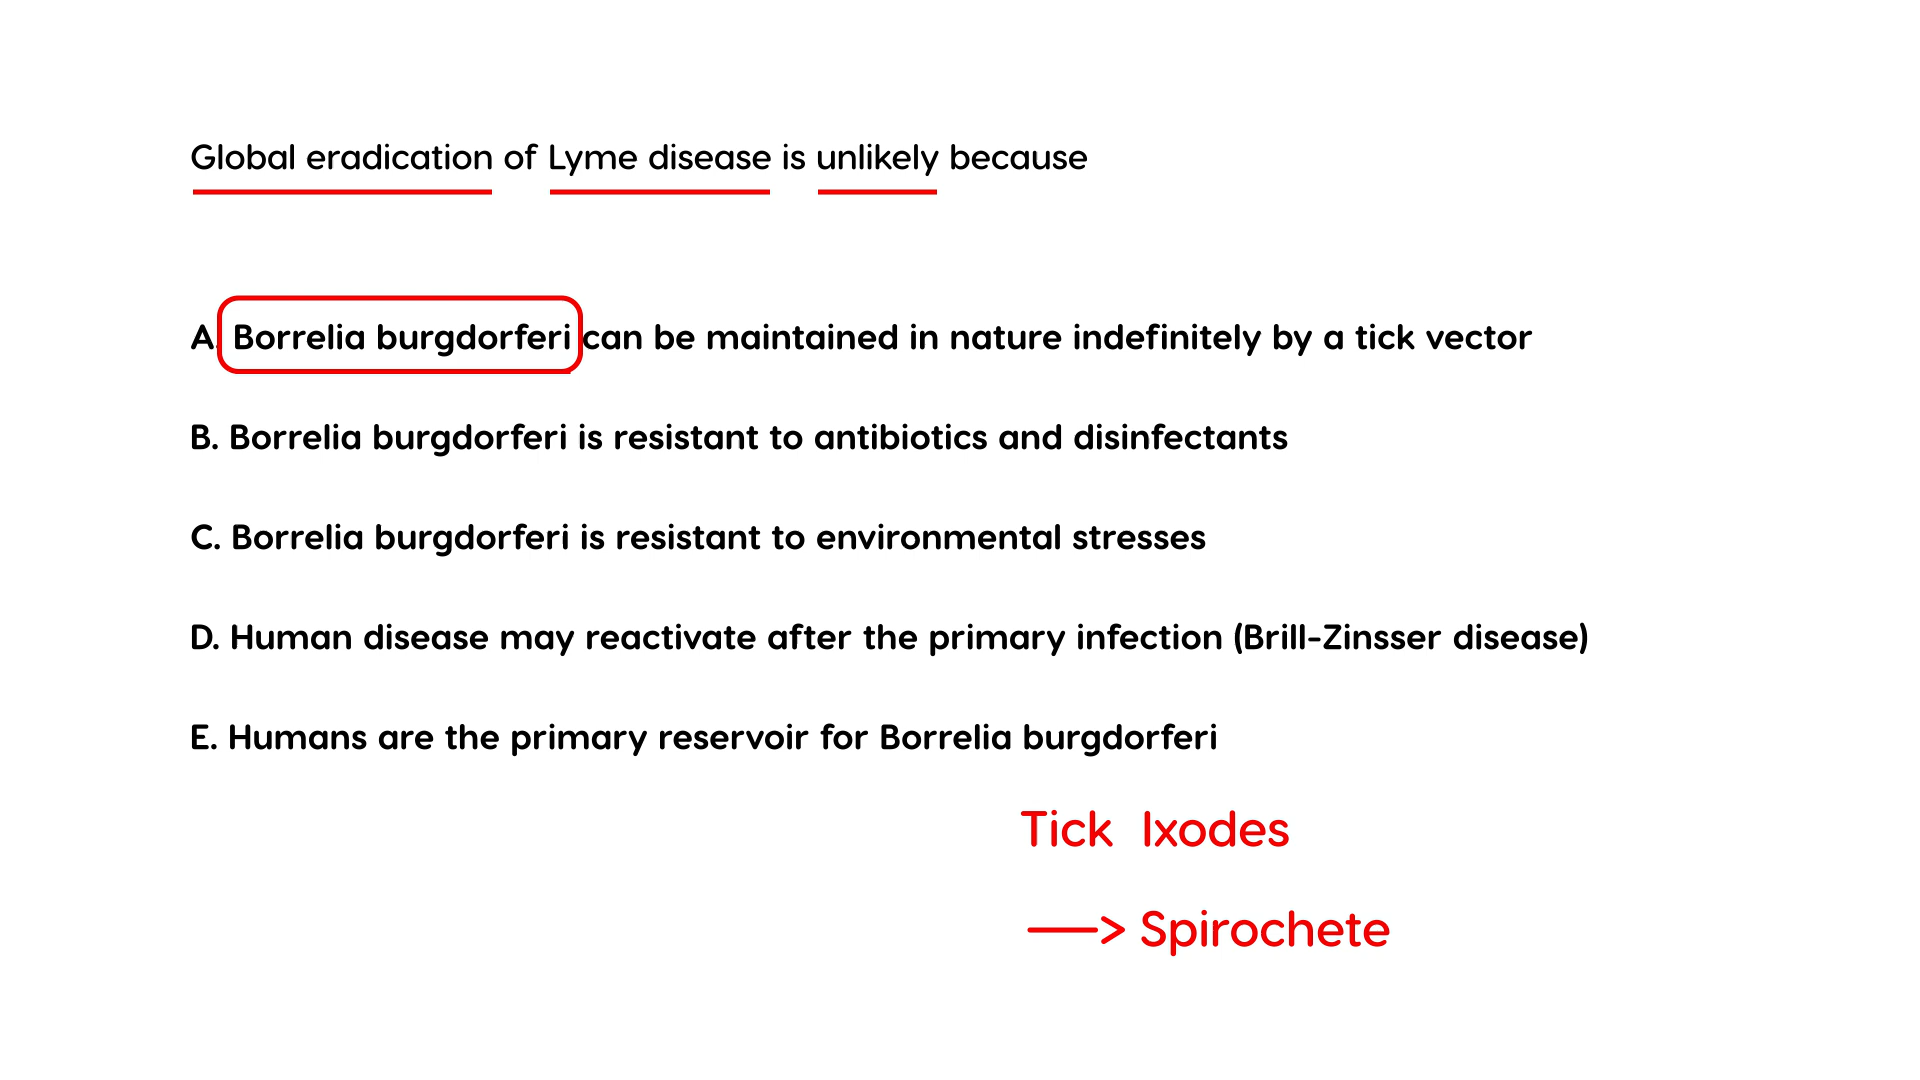 Global eradication of Lyme disease is unlikely because
A. Borrelia burgdorferi can be maintained in nature indefinitely by a tick vector
B. Borrelia burgdorferi is resistant to antibiotics and disinfectants
C. Borrelia burgdorferi is resistant to environmental stresses
D. Human disease may reactivate after the primary infection (Brill-Zinsser disease)
E. Humans are the primary reservoir for Borrelia burgdorferi
Tick Ixodes
—> Spirochete